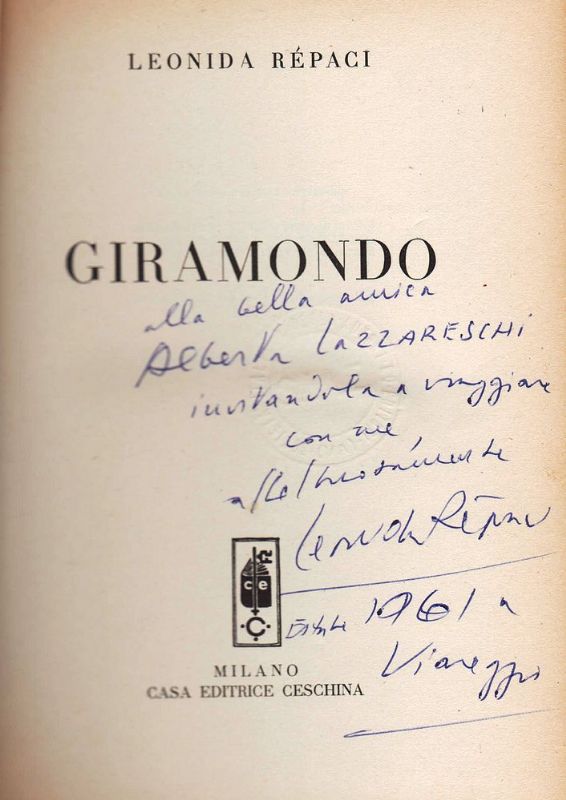 LEONIDA RÉPACI
GIRAMONDO
alla bella amica
Alberta LAZZARESCHI
invitandola a viaggiare
con me,
affettuosamente
Leonida Répaci
Estate 1961 a
Viareggio
c e
MILANO
CASA EDITRICE CESCHINA